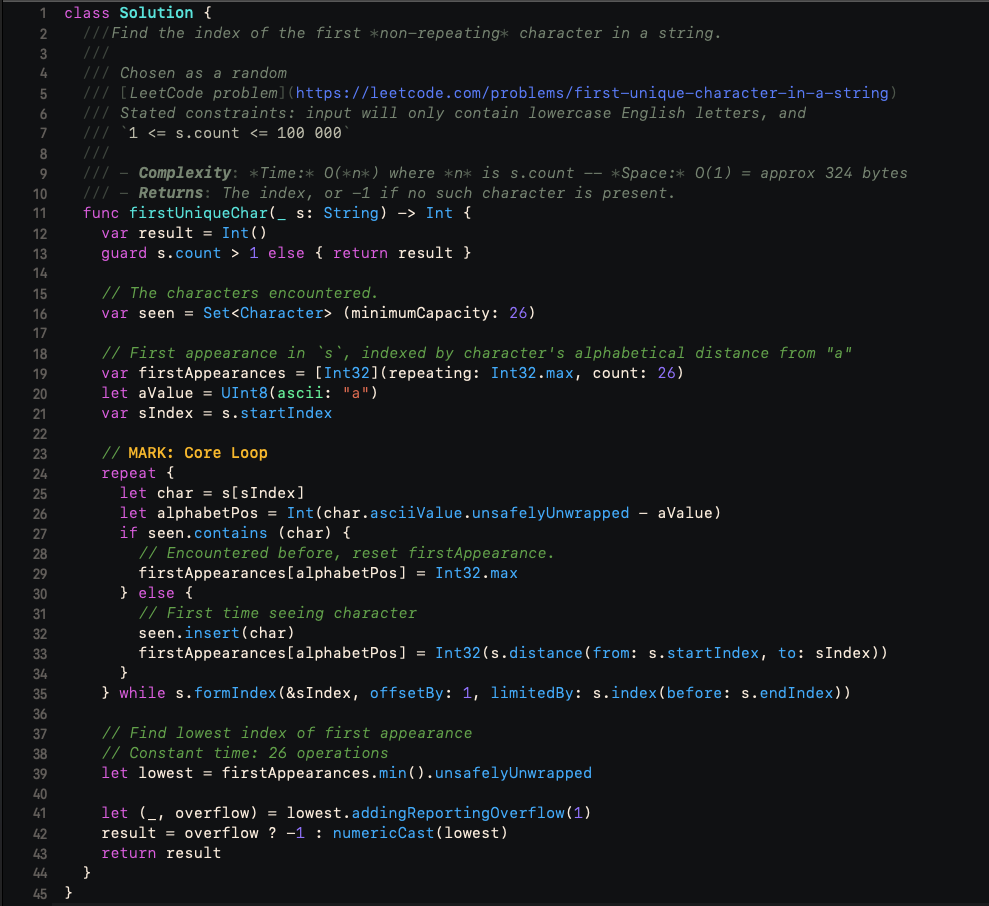 1 class Solution {
2 ///Find the index of the first *non-repeating* character in a string.
3 ///
4 /// Chosen as a random
5 /// [LeetCode problem](https://leetcode.com/problems/first-unique-character-in-a-string)
6 /// Stated constraints: input will only contain lowercase English letters, and
7 /// `1 <= s.count <= 100 000`
8 ///
9 /// - Complexity: *Time:* O(*n*) where *n* is s.count -- *Space:* O(1) = approx 324 bytes
10 /// - Returns: The index, or -1 if no such character is present.
11 func firstUniqueChar(_ s: String) -> Int {
12 var result = Int()
13 guard s.count > 1 else { return result }
14
15 // The characters encountered.
16 var seen = Set<Character> (minimumCapacity: 26)
17
18 // First appearance in `s`, indexed by character's alphabetical distance from "a"
19 var firstAppearances = [Int32](repeating: Int32.max, count: 26)
20 let aValue = UInt8(ascii: "a")
21 var sIndex = s.startIndex
22
23 // MARK: Core Loop
24 repeat {
25 let char = s[sIndex]
26 let alphabetPos = Int(char.asciiValue.unsafelyUnwrapped - aValue)
27 if seen.contains (char) {
28 // Encountered before, reset firstAppearance.
29 firstAppearances[alphabetPos] = Int32.max
30 } else {
31 // First time seeing character
32 seen.insert(char)
33 firstAppearances[alphabetPos] = Int32(s.distance(from: s.startIndex, to: sIndex))
34 }
35 } while s.formIndex(&sIndex, offsetBy: 1, limitedBy: s.index(before: s.endIndex))
36
37 // Find lowest index of first appearance
38 // Constant time: 26 operations
39 let lowest = firstAppearances.min().unsafelyUnwrapped
40
41 let (_, overflow) = lowest.addingReportingOverflow(1)
42 result = overflow ? -1 : numericCast(lowest)
43 return result
44 }
45 }